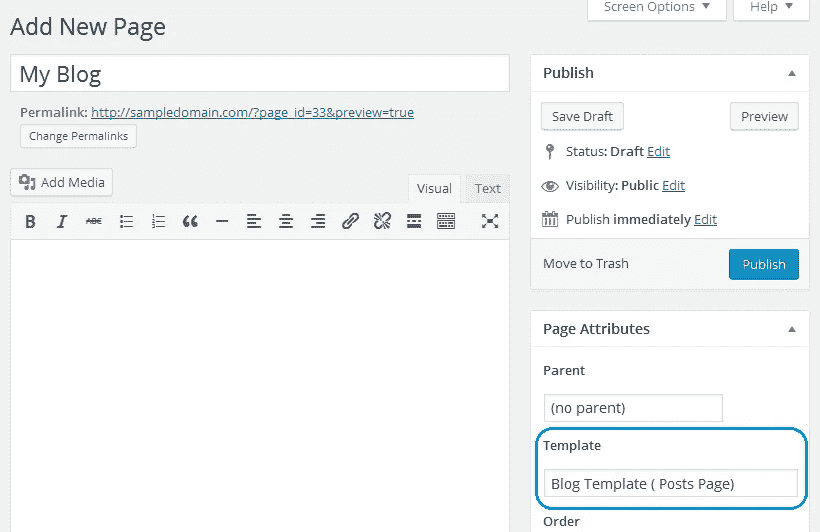 Screen Options
Help
Add New Page
My Blog
Permalink: http://sampledomain.com/?page_id=33&preview=true
Change Permalinks
Add Media
Visual
Text
B I ABC
Publish
Save Draft
Preview
Status: Draft Edit
Visibility: Public Edit
Publish immediately Edit
Move to Trash
Publish
Page Attributes
Parent
(no parent)
Template
Blog Template ( Posts Page)
Order